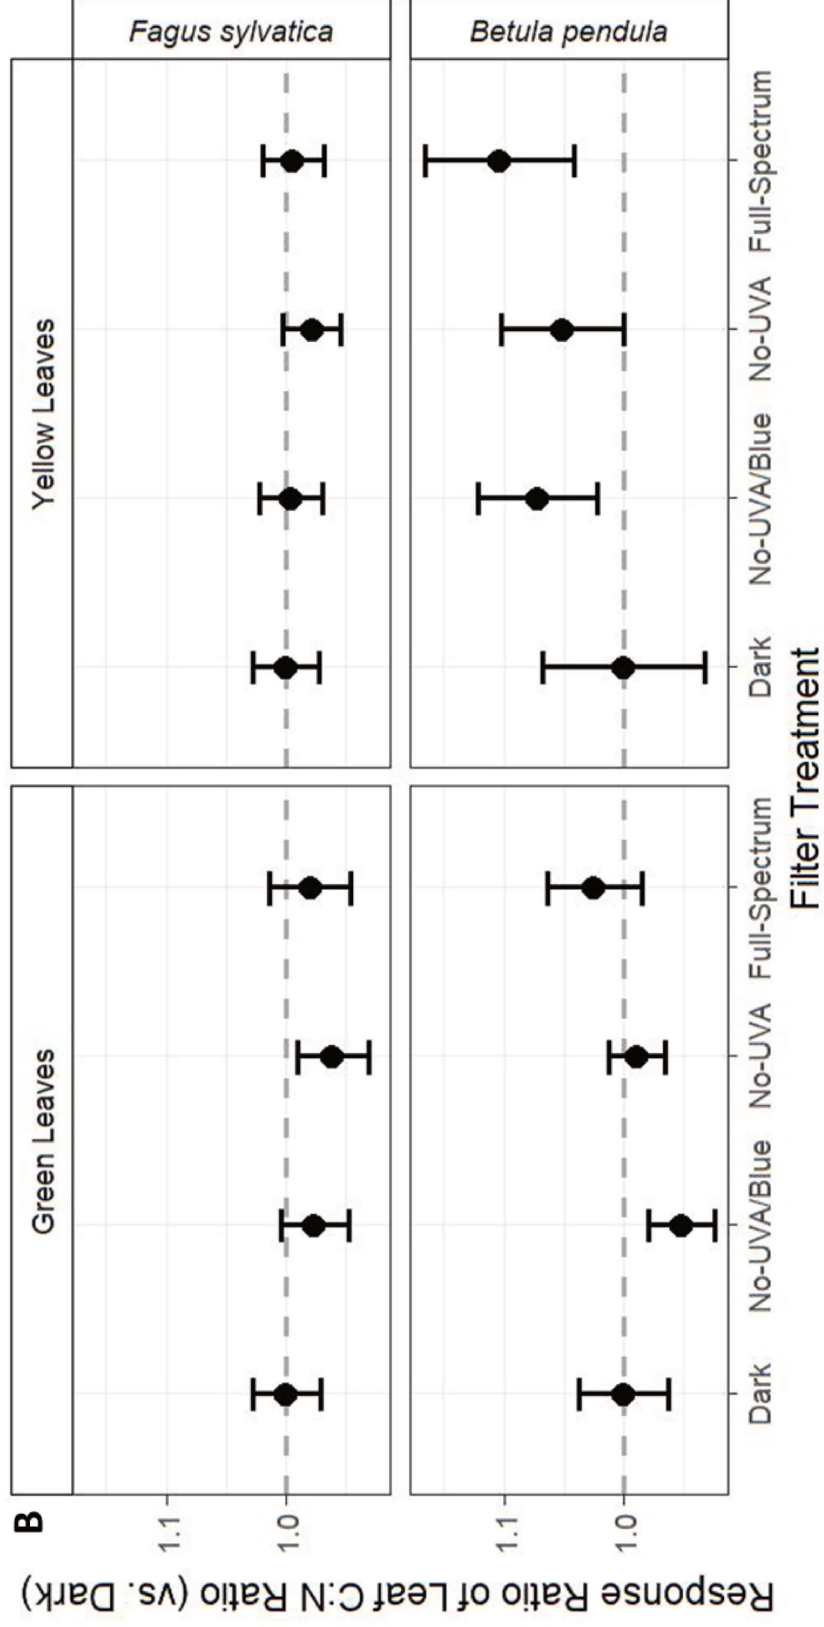 B
Green Leaves
Yellow Leaves
Fagus sylvatica
Betula pendula
1.1
1.0
1.1
1.0
Response Ratio of Leaf C:N Ratio (vs. Dark)
Dark No-UVA/Blue No-UVA Full-Spectrum
Dark No-UVA/Blue No-UVA Full-Spectrum
Filter Treatment